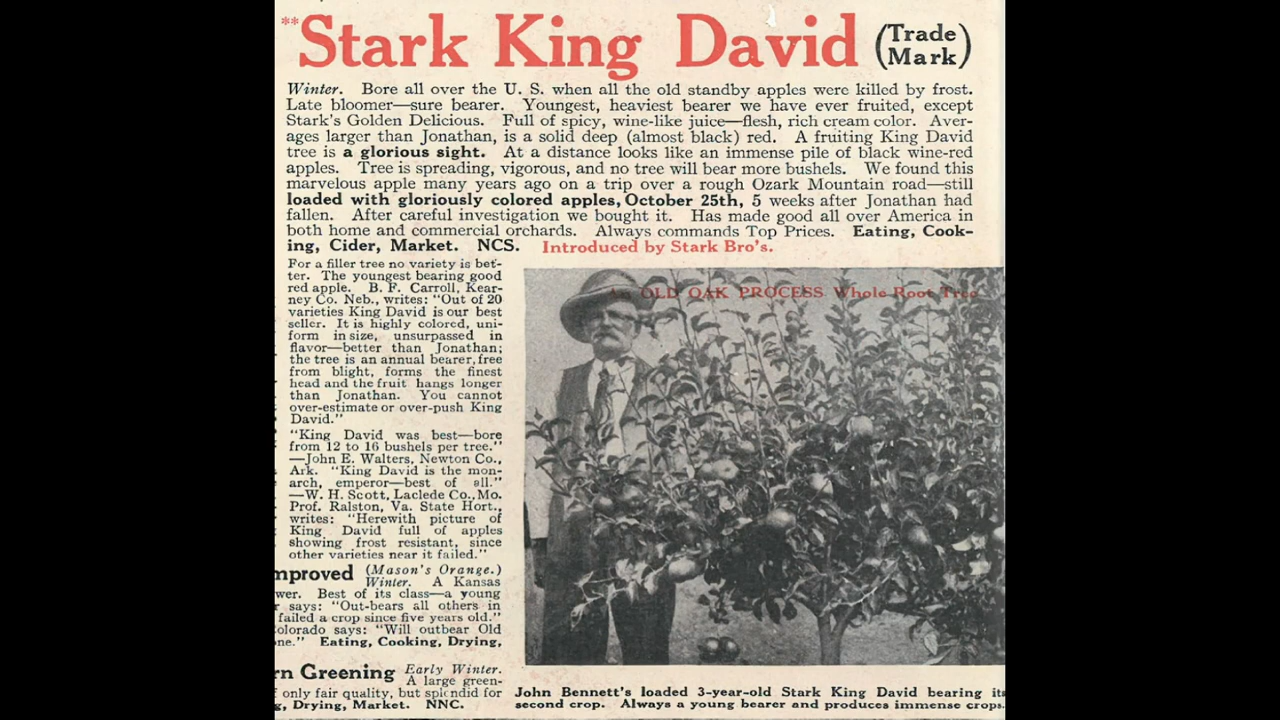 **Stark King David (Trade Mark)
Winter. Bore all over the U. S. when all the old standby apples were killed by frost.
Late bloomer—sure bearer. Youngest, heaviest bearer we have ever fruited, except
Stark's Golden Delicious. Full of spicy, wine-like juice—flesh, rich cream color. Aver-
ages larger than Jonathan, is a solid deep (almost black) red. A fruiting King David
tree is a glorious sight. At a distance looks like an immense pile of black wine-red
apples. Tree is spreading, vigorous, and no tree will bear more bushels. We found this
marvelous apple many years ago on a trip over a rough Ozark Mountain road—still
loaded with gloriously colored apples, October 25th, 5 weeks after Jonathan had
fallen. After careful investigation we bought it. Has made good all over America in
both home and commercial orchards. Always commands Top Prices. Eating, Cook-
ing, Cider, Market. NCS. Introduced by Stark Bro's.
For a filler tree no variety is bet-
ter. The youngest bearing good
red apple. B. F. Carroll, Kear-
ney Co. Neb., writes: "Out of 20
varieties King David is our best
seller. It is highly colored, uni-
form in size, unsurpassed in
flavor—better than Jonathan;
the tree is an annual bearer, free
from blight, forms the finest
head and the fruit hangs longer
than Jonathan. You cannot
over-estimate or over-push King
David."
"King David was best—bore
from 12 to 16 bushels per tree."
—John E. Walters, Newton Co.,
Ark. "King David is the mon-
arch, emperor—best of all."
—W. H. Scott, Laclede Co., Mo.
Prof. Ralston, Va. State Hort.,
writes: "Herewith picture of
King David full of apples
showing frost resistant, since
other varieties near it failed."
mproved (Mason's Orange.)
Winter. A Kansas
wer. Best of its class—a young
r says: "Out-bears all others in
failed a crop since five years old."
olorado says: "Will outbear Old
ne." Eating, Cooking, Drying,
rn Greening Early Winter.
A large green-
only fair quality, but splendid for
g, Drying, Market. NNC.
OLD OAK PROCESS Whole Root Tree
John Bennett's loaded 3-year-old Stark King David bearing its
second crop. Always a young bearer and produces immense crops.